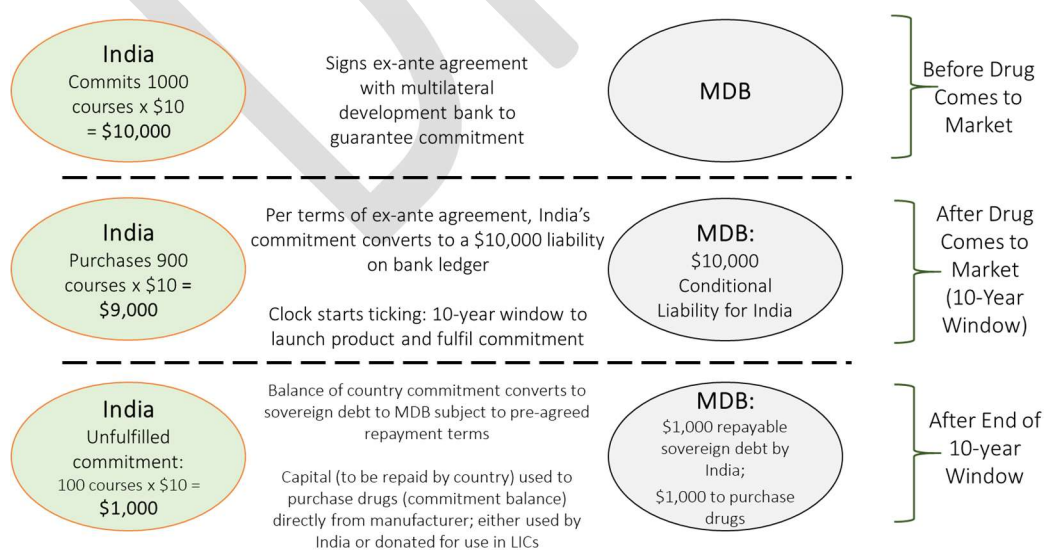 India
Commits 1000
courses x $10
= $10,000
Signs ex-ante agreement
with multilateral
development bank to
guarantee commitment
MDB
Before Drug
Comes to
Market
India
Purchases 900
courses x $10 =
$9,000
Per terms of ex-ante agreement, India's
commitment converts to a $10,000 liability
on bank ledger
Clock starts ticking: 10-year window to
launch product and fulfil commitment
MDB:
$10,000
Conditional
Liability for India
After Drug
Comes to
Market
(10-Year
Window)
India
Unfulfilled
commitment:
100 courses x $10 =
$1,000
Balance of country commitment converts to
sovereign debt to MDB subject to pre-agreed
repayment terms
Capital (to be repaid by country) used to
purchase drugs (commitment balance)
directly from manufacturer; either used by
India or donated for use in LICs
MDB:
$1,000 repayable
sovereign debt by
India;
$1,000 to purchase
drugs
After End of
10-year
Window